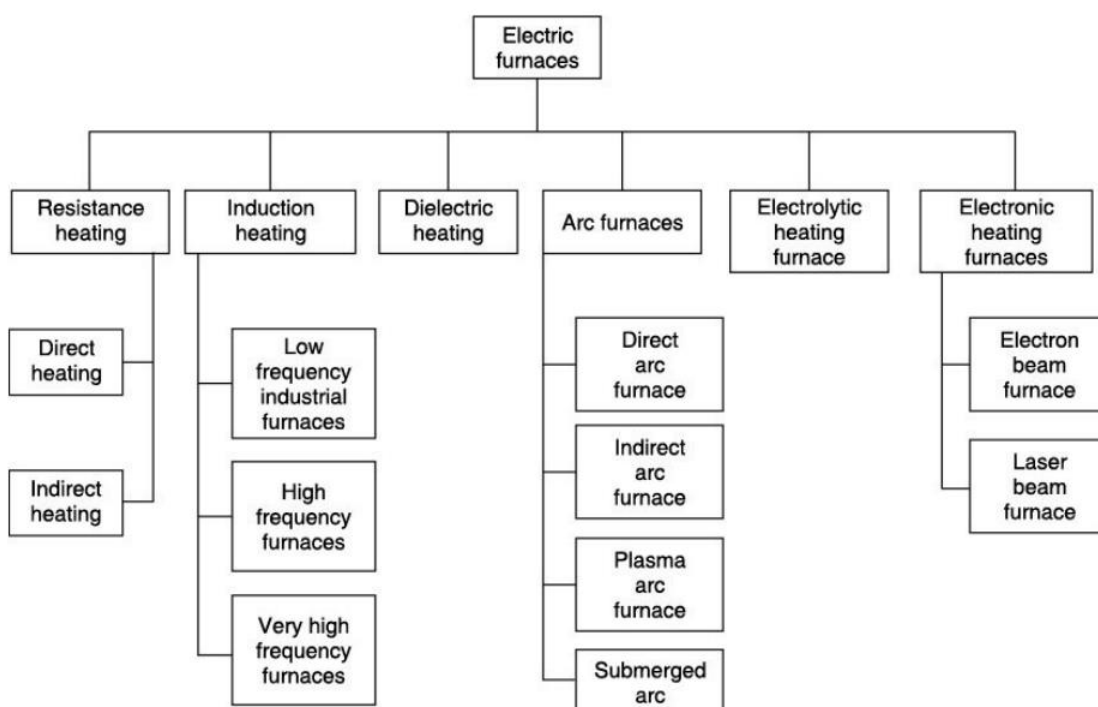 Electric
furnaces
Resistance
heating
Induction
heating
Dielectric
heating
Arc furnaces
Electrolytic
heating
furnace
Electronic
heating
furnaces
Direct
heating
Indirect
heating
Low
frequency
industrial
furnaces
High
frequency
furnaces
Very high
frequency
furnaces
Direct
arc
furnace
Indirect
arc
furnace
Plasma
arc
furnace
Submerged
arc
Electron
beam
furnace
Laser
beam
furnace